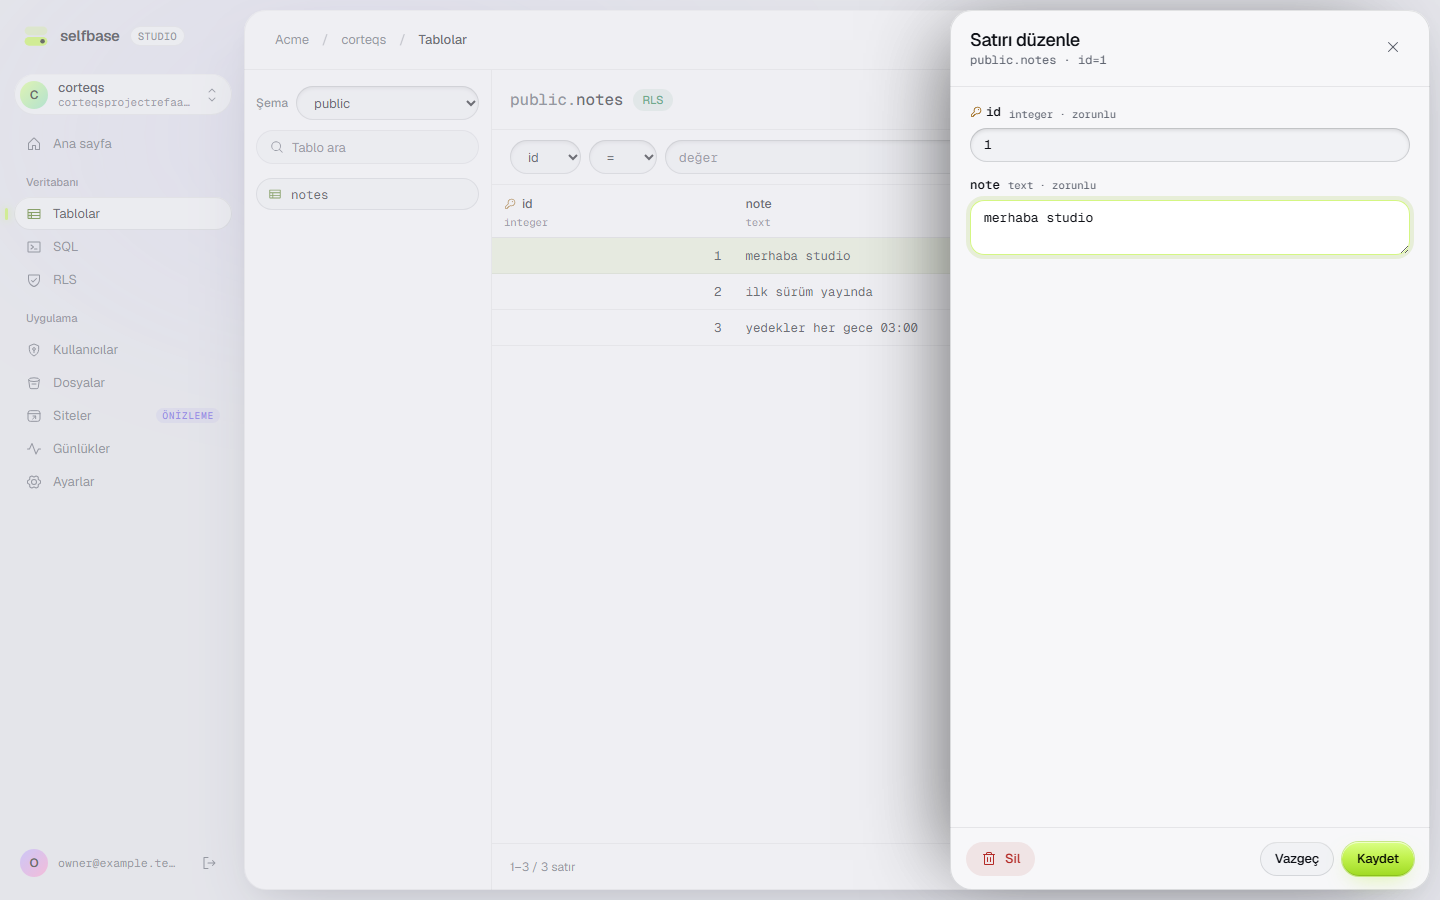 selfbase STUDIO
C corteqs
corteqsprojectrefaa…
Ana sayfa
Veritabanı
Tablolar
SQL
RLS
Uygulama
Kullanıcılar
Dosyalar
Siteler ÖNİZLEME
Günlükler
Ayarlar
O owner@example.te…
Acme / corteqs / Tablolar
Şema public
Tablo ara
notes
public.notes RLS
id = değer
id note
integer text
1 merhaba studio
2 ilk sürüm yayında
3 yedekler her gece 03:00
1–3 / 3 satır
Satırı düzenle
public.notes · id=1
id integer · zorunlu
1
note text · zorunlu
merhaba studio
Sil Vazgeç Kaydet